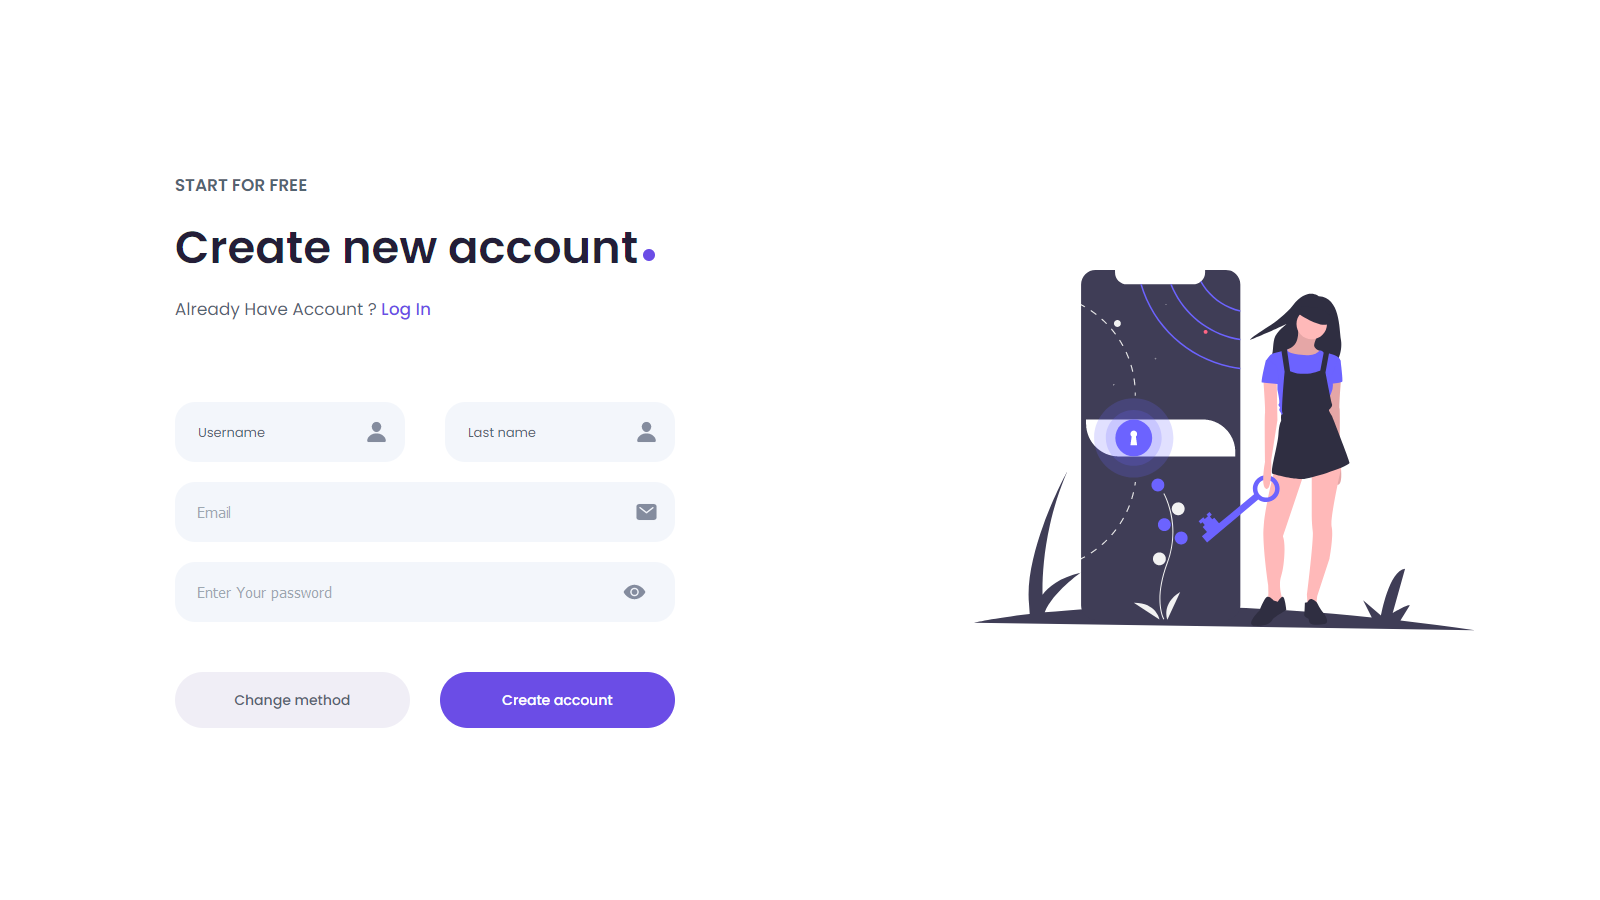 START FOR FREE
Create new account.
Already Have Account ? Log In
Username
Last name
Email
Enter Your password
Change method
Create account